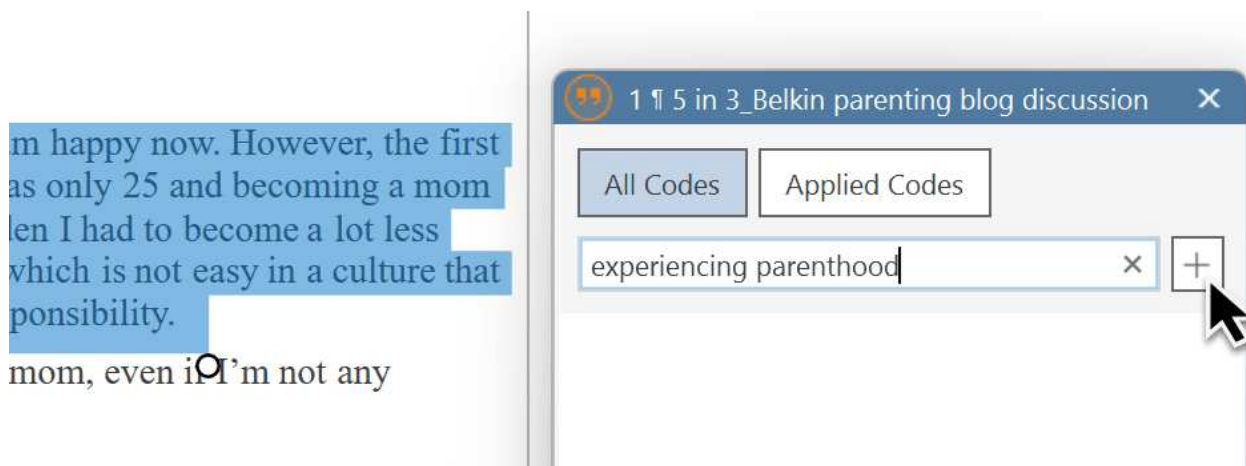 m happy now. However, the first
as only 25 and becoming a mom
en I had to become a lot less
which is not easy in a culture that
ponsibility.
mom, even if I'm not any
1 ¶ 5 in 3_Belkin parenting blog discussion
All Codes
Applied Codes
experiencing parenthood